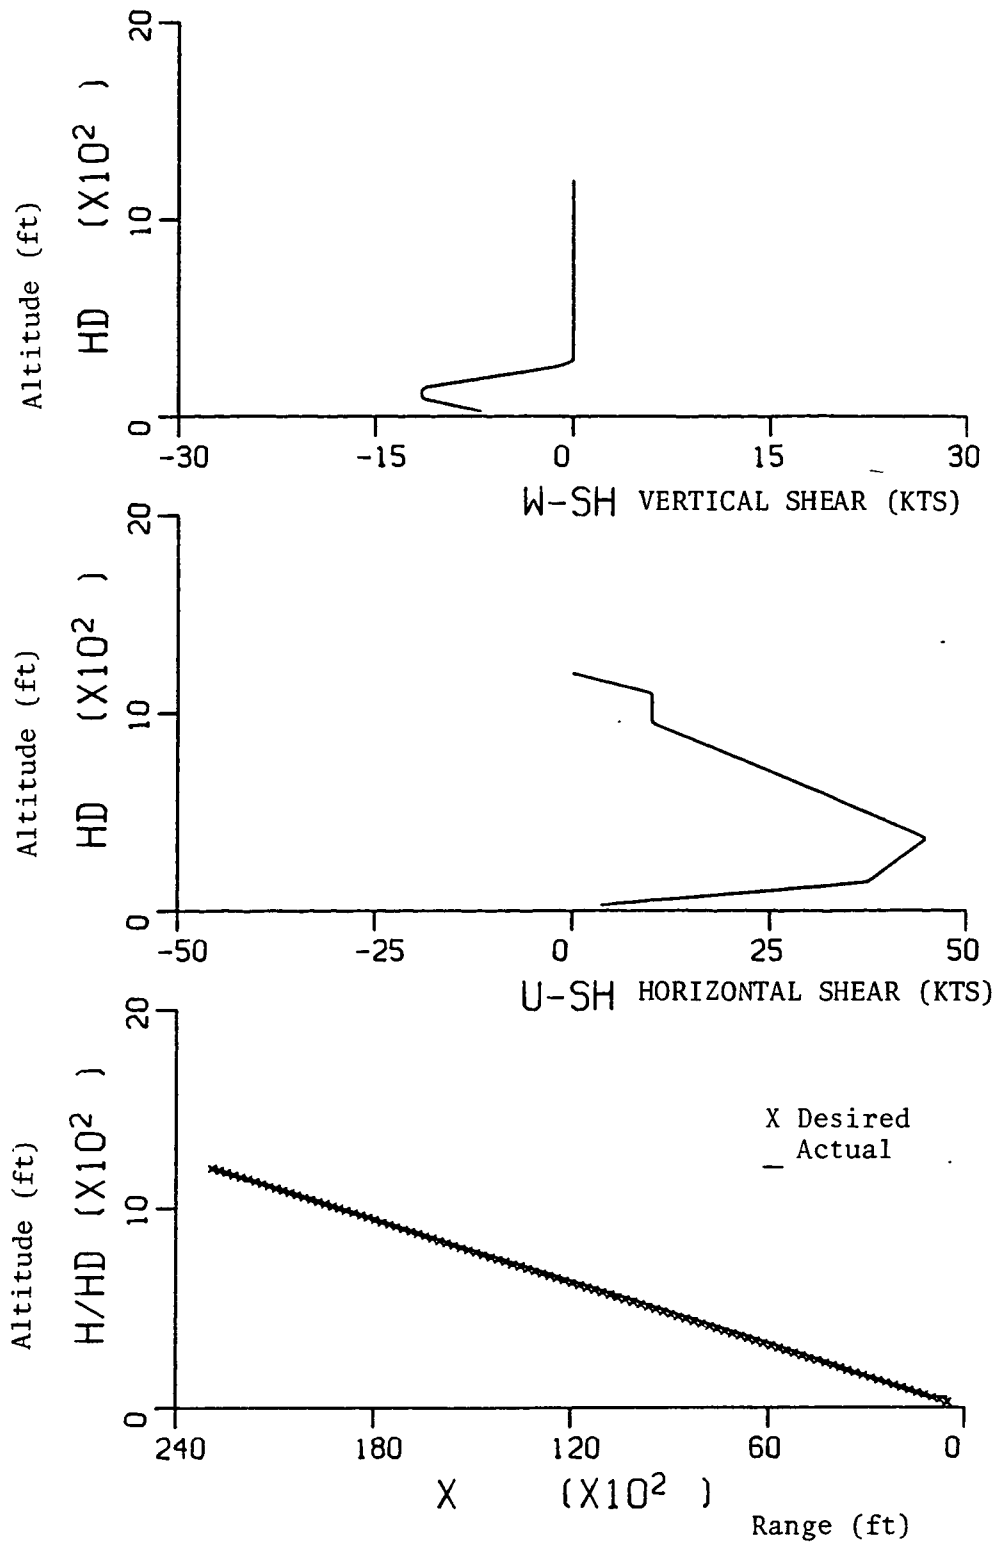 Altitude (ft)
HD (X10² )
20
10
0
-30 -15 0 15 30
W-SH VERTICAL SHEAR (KTS)
Altitude (ft)
HD (X10² )
20
10
0
-50 -25 0 25 50
U-SH HORIZONTAL SHEAR (KTS)
Altitude (ft)
H/HD (X10² )
20
10
0
X Desired
_ Actual
240 180 120 60 0
X (X10² )
Range (ft)